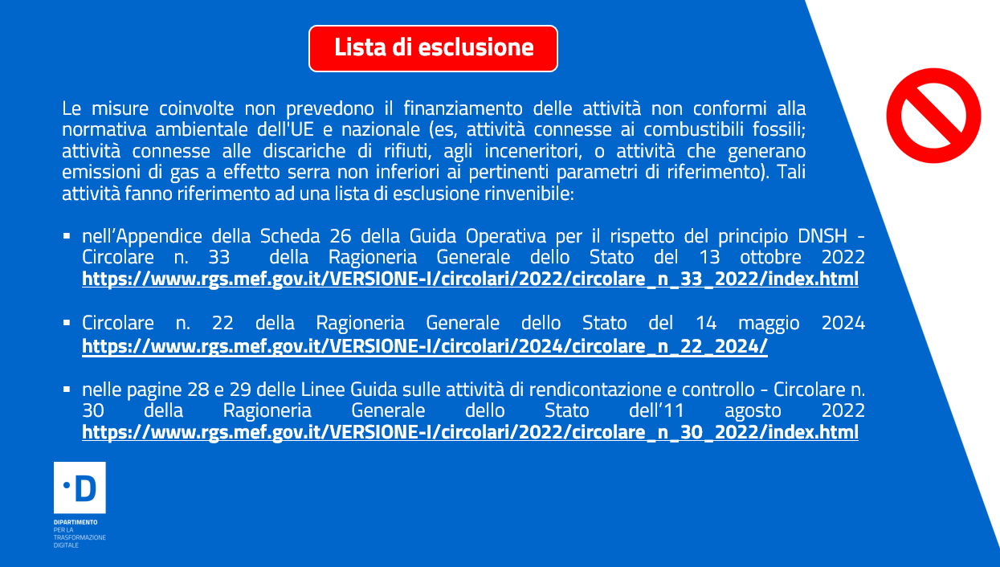 Lista di esclusione
Le misure coinvolte non prevedono il finanziamento delle attività non conformi alla
normativa ambientale dell'UE e nazionale (es, attività connesse ai combustibili fossili;
attività connesse alle discariche di rifiuti, agli inceneritori, o attività che generano
emissioni di gas a effetto serra non inferiori ai pertinenti parametri di riferimento). Tali
attività fanno riferimento ad una lista di esclusione rinvenibile:
▪ nell’Appendice della Scheda 26 della Guida Operativa per il rispetto del principio DNSH -
Circolare n. 33 della Ragioneria Generale dello Stato del 13 ottobre 2022
https://www.rgs.mef.gov.it/VERSIONE-I/circolari/2022/circolare_n_33_2022/index.html
▪ Circolare n. 22 della Ragioneria Generale dello Stato del 14 maggio 2024
https://www.rgs.mef.gov.it/VERSIONE-I/circolari/2024/circolare_n_22_2024/
▪ nelle pagine 28 e 29 delle Linee Guida sulle attività di rendicontazione e controllo - Circolare n.
30 della Ragioneria Generale dello Stato dell’11 agosto 2022
https://www.rgs.mef.gov.it/VERSIONE-I/circolari/2022/circolare_n_30_2022/index.html
·D
DIPARTIMENTO
PER LA
TRASFORMAZIONE
DIGITALE